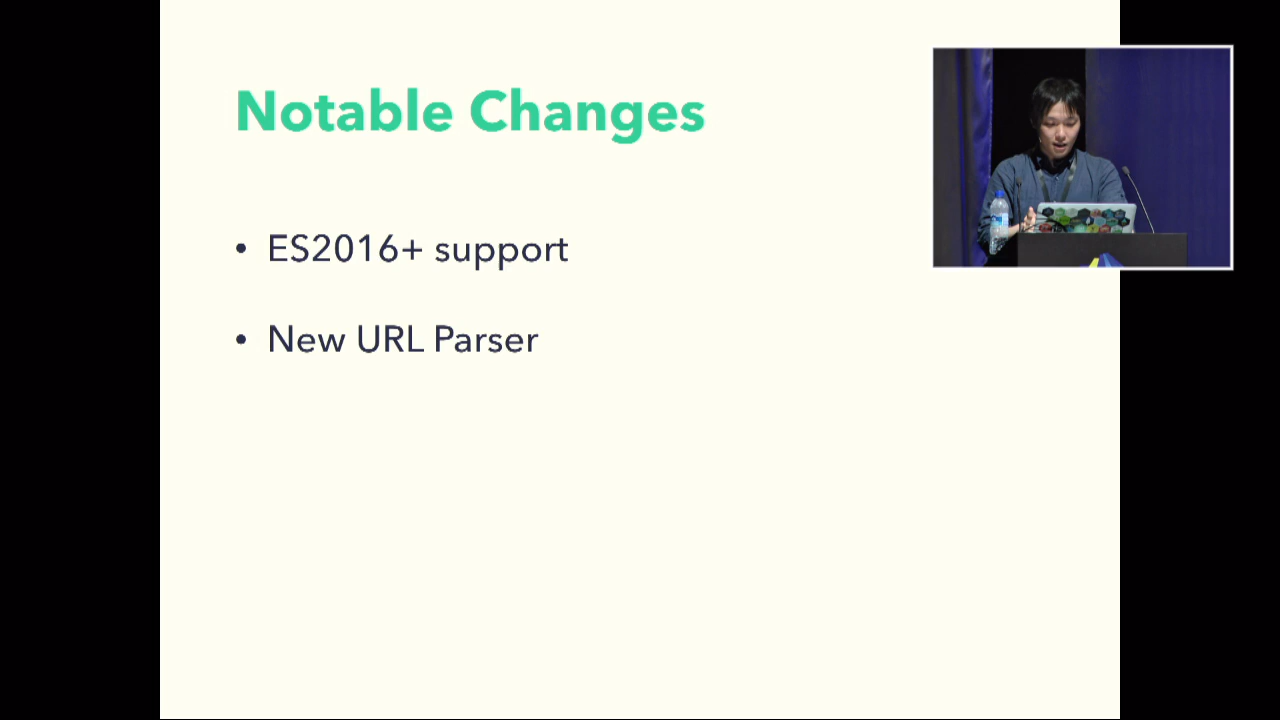 Notable Changes
• ES2016+ support
• New URL Parser